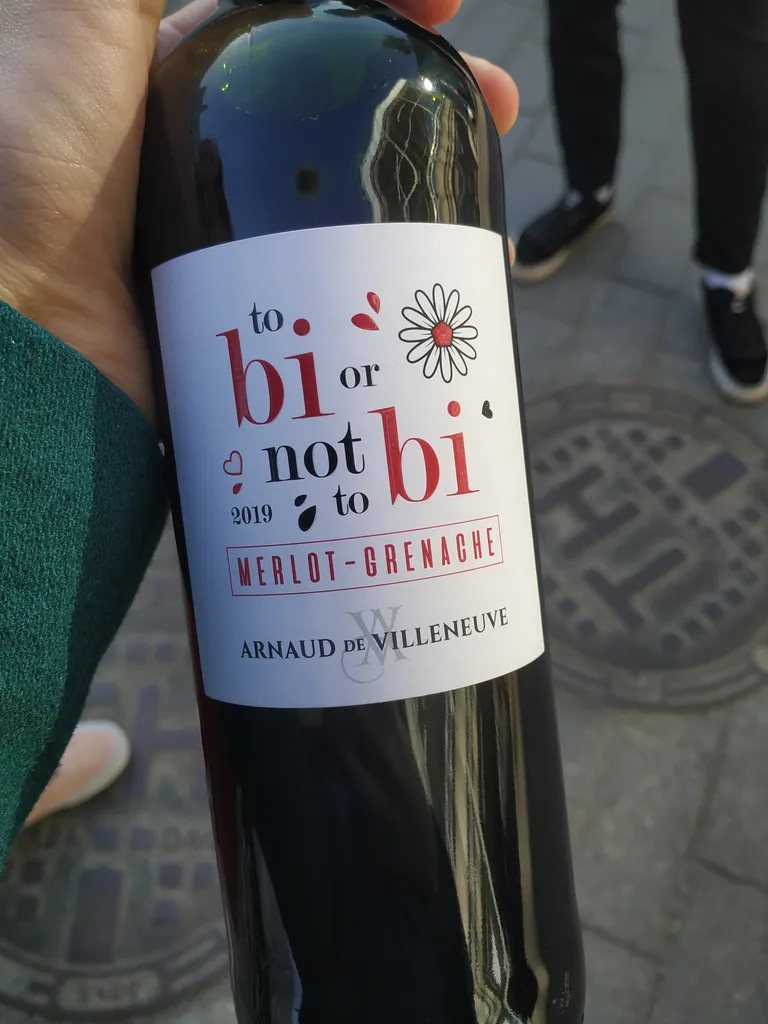 to
bi or
not bi
2019 to
MERLOT-GRENACHE
ARNAUD DE VILLENEUVE